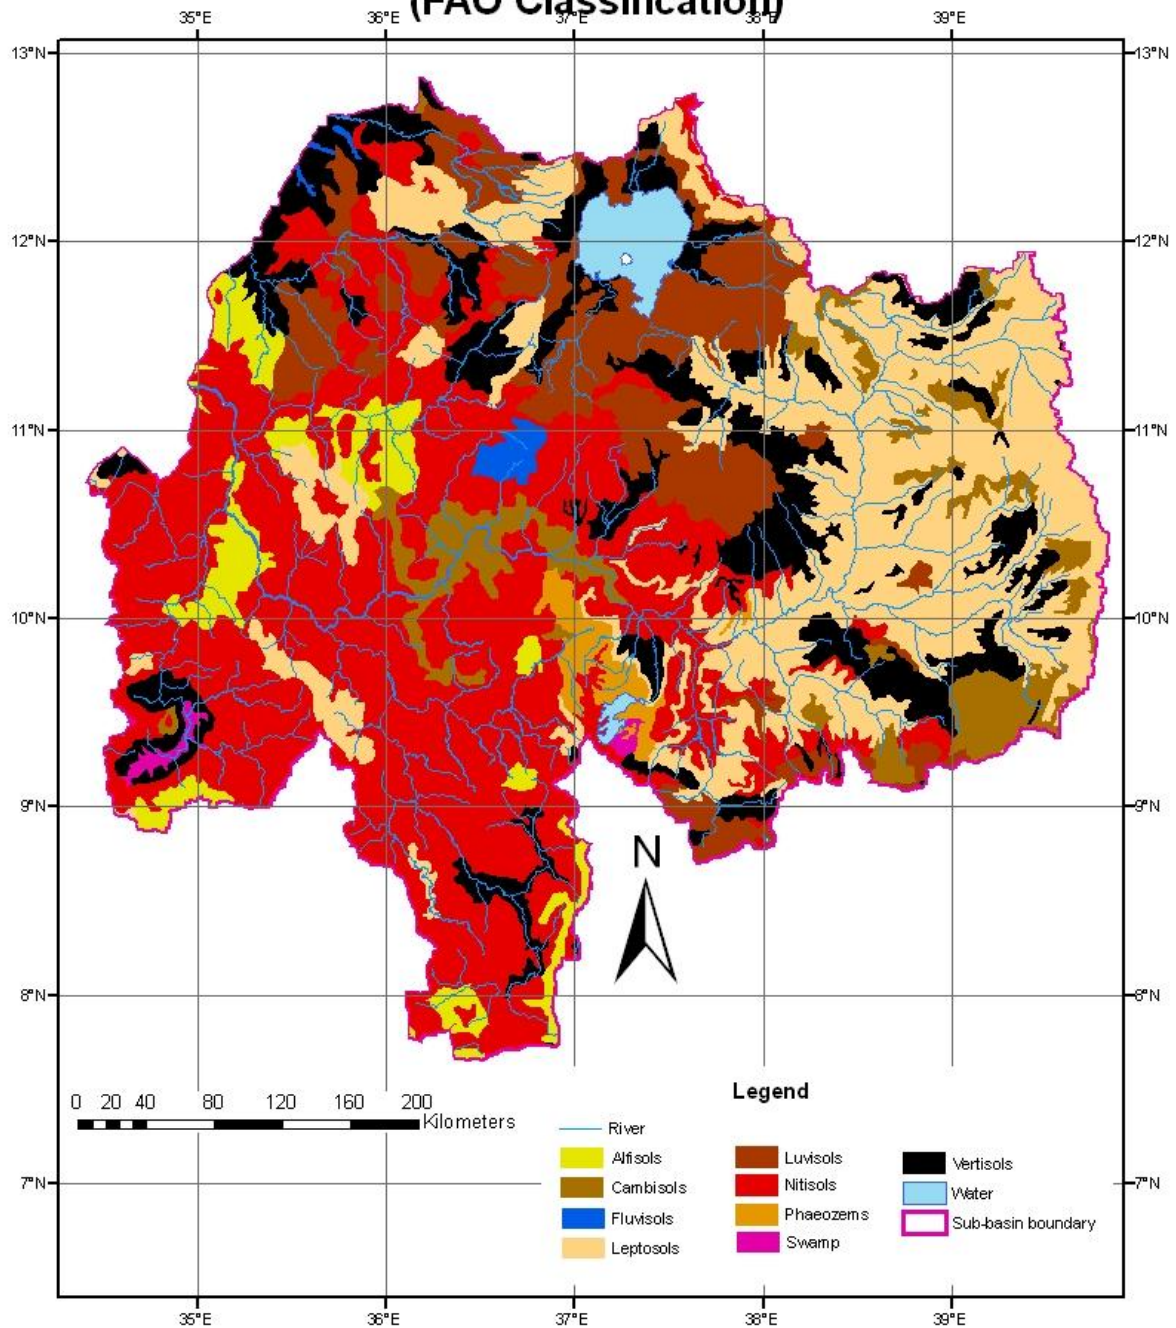 (FAO Classification)
35°E 36°E 37°E 38°E 39°E
13°N 13°N
12°N 12°N
11°N 11°N
10°N 10°N
9°N 9°N
N
8°N 8°N
Legend
0 20 40 80 120 160 200
Kilometers
River
Alfisols
Cambisols
Fluvisols
Leptosols
Luvisols
Nitisols
Phaeozems
Swamp
Vertisols
Water
Sub-basin boundary
7°N 7°N
35°E 36°E 37°E 38°E 39°E